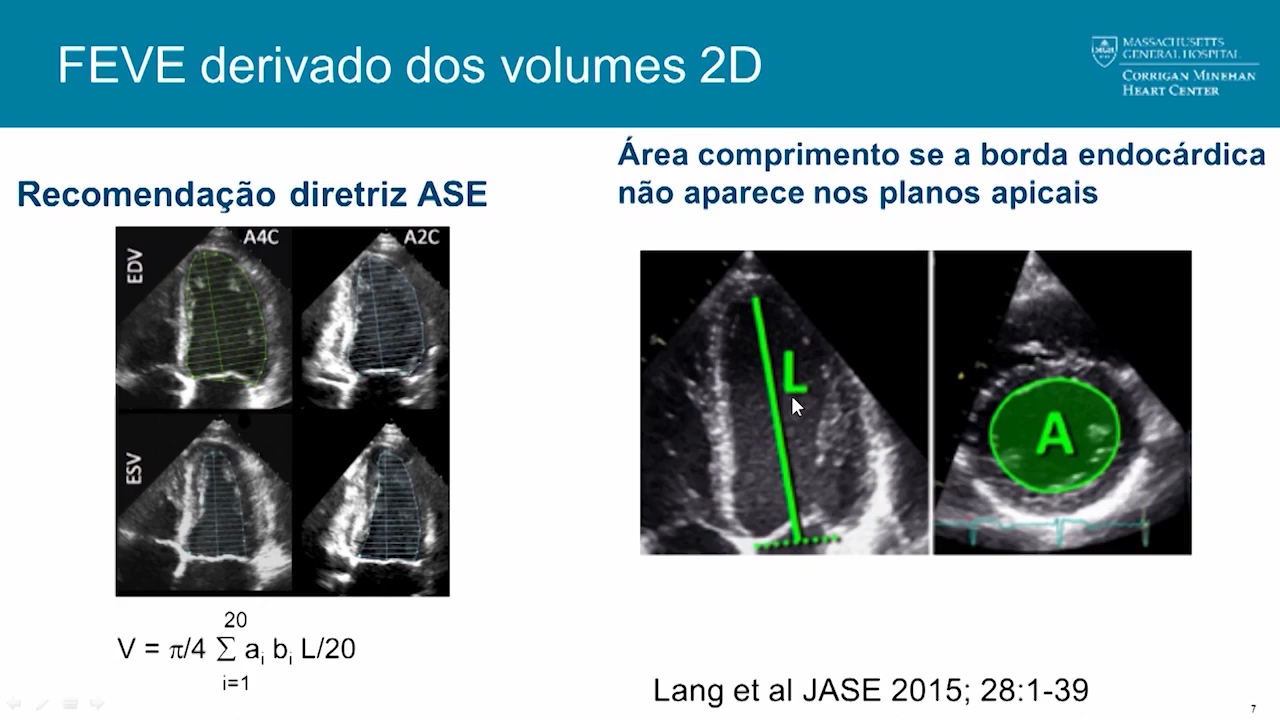 FEVE derivado dos volumes 2D
MASSACHUSETTS
GENERAL HOSPITAL
CORRIGAN MINEHAN
HEART CENTER
Recomendação diretriz ASE
Área comprimento se a borda endocárdica
não aparece nos planos apicais
A4C
A2C
EDV
ESV
L
A
20
V = π/4 ∑ aᵢ bᵢ L/20
i=1
Lang et al JASE 2015; 28:1-39
7